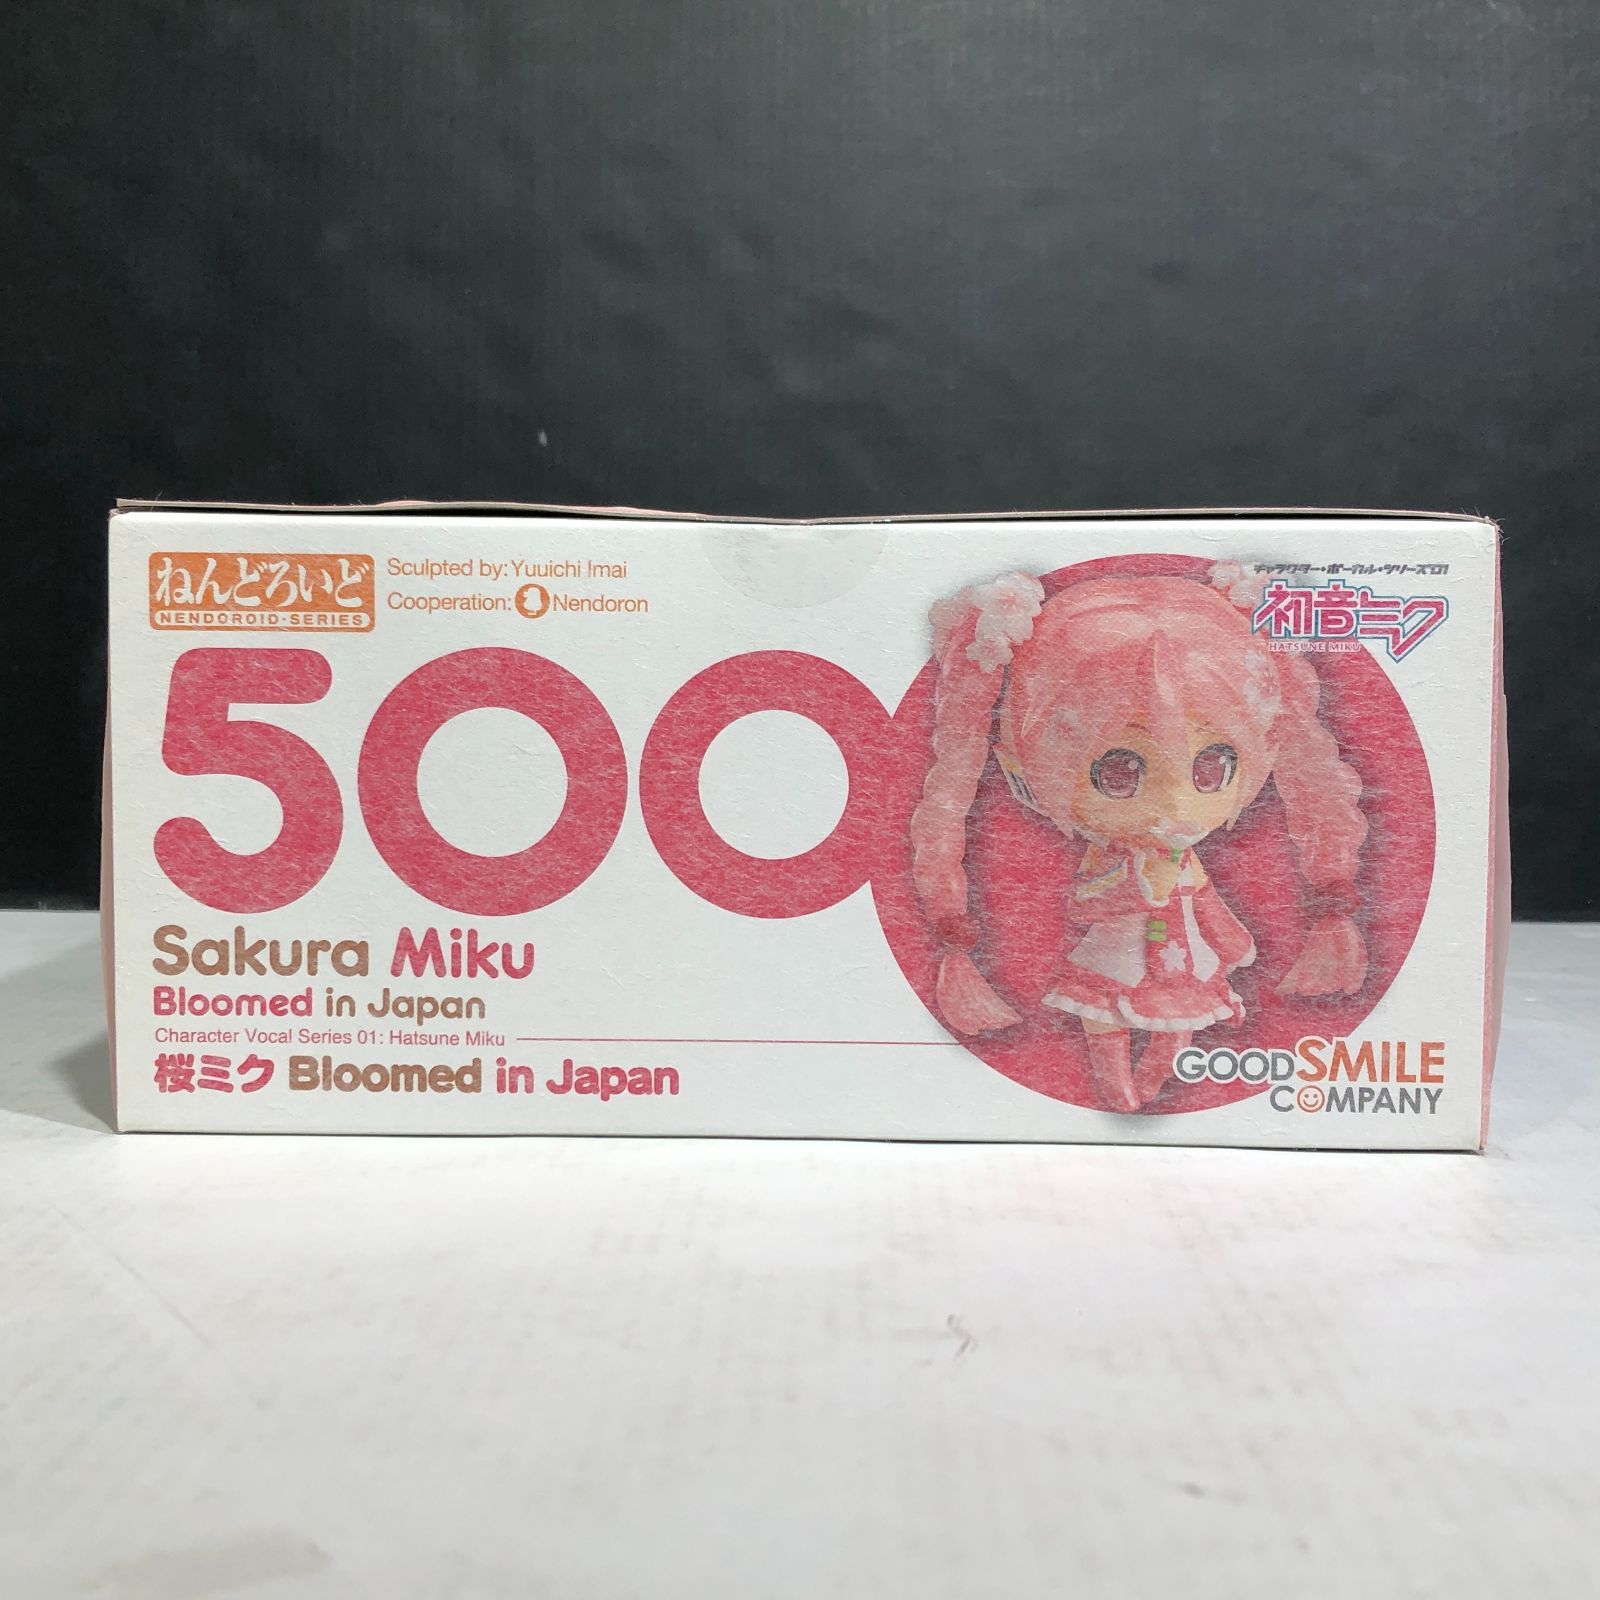 ねんどろいど
NENDOROID·SERIES
Sculpted by: Yuuichi Imai
Cooperation: Nendoron
500
Sakura Miku
Bloomed in Japan
Character Vocal Series 01: Hatsune Miku
桜ミク Bloomed in Japan
キャラクター・ボーカル・シリーズ01
初音ミク
HATSUNE MIKU
GOOD SMILE
COMPANY